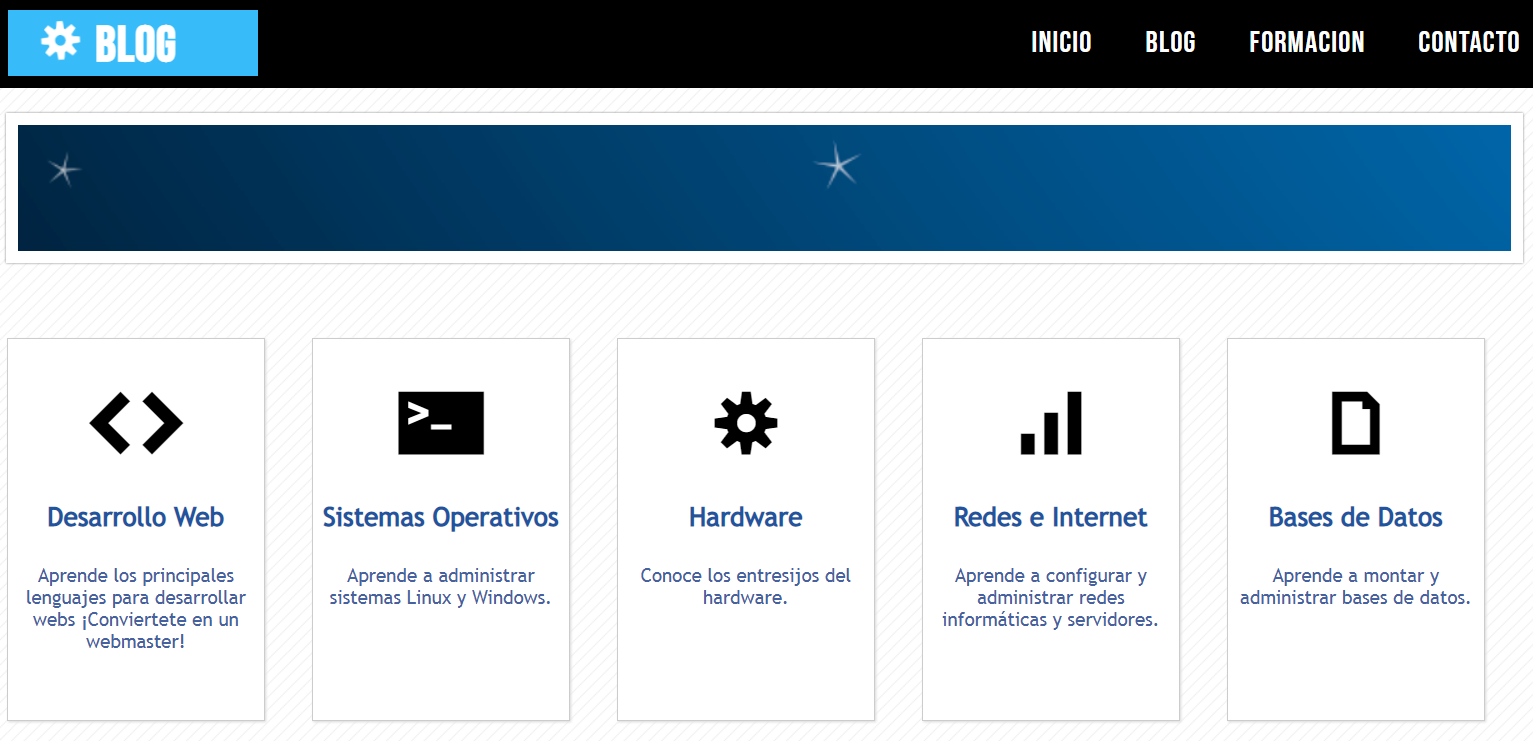 BLOG
INICIO BLOG FORMACION CONTACTO
>_
Desarrollo Web
Aprende los principales
lenguajes para desarrollar
webs ¡Conviertete en un
webmaster!
Sistemas Operativos
Aprende a administrar
sistemas Linux y Windows.
Hardware
Conoce los entresijos del
hardware.
Redes e Internet
Aprende a configurar y
administrar redes
informáticas y servidores.
Bases de Datos
Aprende a montar y
administrar bases de datos.